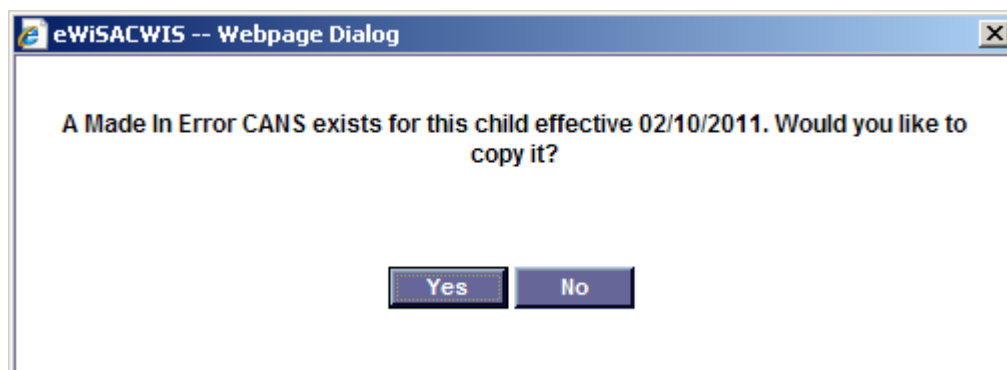 eWiSACWIS -- Webpage Dialog
A Made In Error CANS exists for this child effective 02/10/2011. Would you like to
copy it?
Yes No